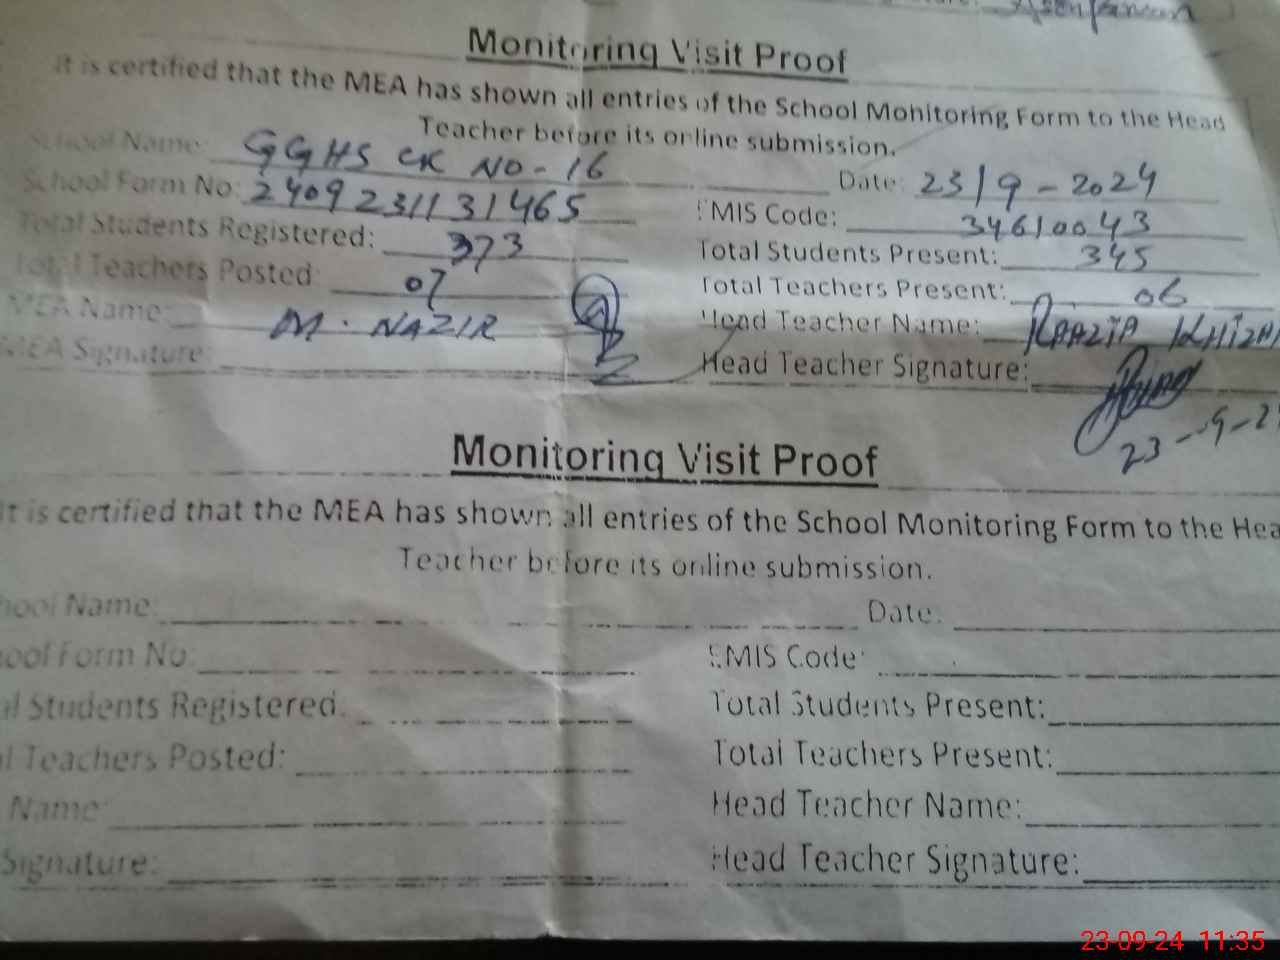 Monitoring Visit Proof
It is certified that the MEA has shown all entries of the School Monitoring Form to the Head
Teacher before its online submission.
School Name: GGHS CK NO-16 Date: 23/9-2024
School Form No: 2409231131465 EMIS Code: 34610043
Total Students Registered: 373 Total Students Present: 345
Total Teachers Posted: 07 Total Teachers Present: 06
MEA Name: M. NAZIR Head Teacher Name: RAAZIA
MEA Signature: Head Teacher Signature:
23-9-2
Monitoring Visit Proof
It is certified that the MEA has shown all entries of the School Monitoring Form to the Hea
Teacher before its online submission.
hool Name: Date:
ool Form No: EMIS Code:
al Students Registered: Total Students Present:
l Teachers Posted: Total Teachers Present:
Name: Head Teacher Name:
Signature: Head Teacher Signature:
23-09-24 11:35